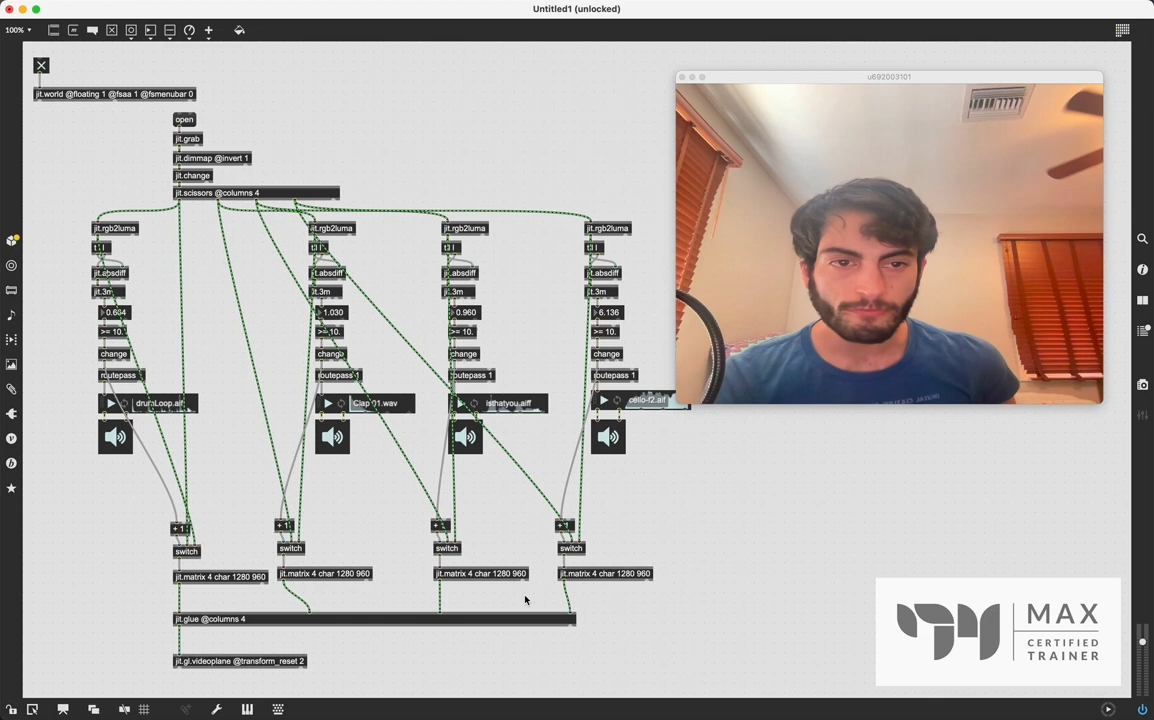 Untitled1 (unlocked)
100%
jit.world @floating 1 @fsaa 1 @fsmenubar 0
u692003101
open
jit.grab
jit.dimmap @invert 1
jit.change
jit.scissors @columns 4
jit.rgb2luma jit.rgb2luma jit.rgb2luma jit.rgb2luma
t l l t l l t l l t l l
jit.absdiff jit.absdiff jit.absdiff jit.absdiff
jit.3m jit.3m jit.3m jit.3m
0.664 1.030 0.960 6.136
>= 10. >= 10. >= 10. >= 10.
change change change change
routepass 1 routepass 1 routepass 1 routepass 1
drumLoop.aif Clap 01.wav isthatyou.aiff cello-f2.aif
+ 1 + 1 + 1 + 1
switch switch switch switch
jit.matrix 4 char 1280 960 jit.matrix 4 char 1280 960 jit.matrix 4 char 1280 960 jit.matrix 4 char 1280 960
jit.glue @columns 4
jit.gl.videoplane @transform_reset 2
MAX
CERTIFIED
TRAINER